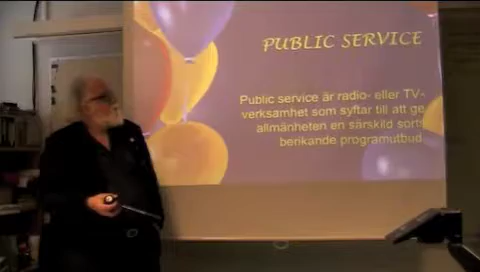 PUBLIC SERVICE
Public service är radio- eller TV-
verksamhet som syftar till att ge
allmänheten en särskild sorts
berikande programutbud